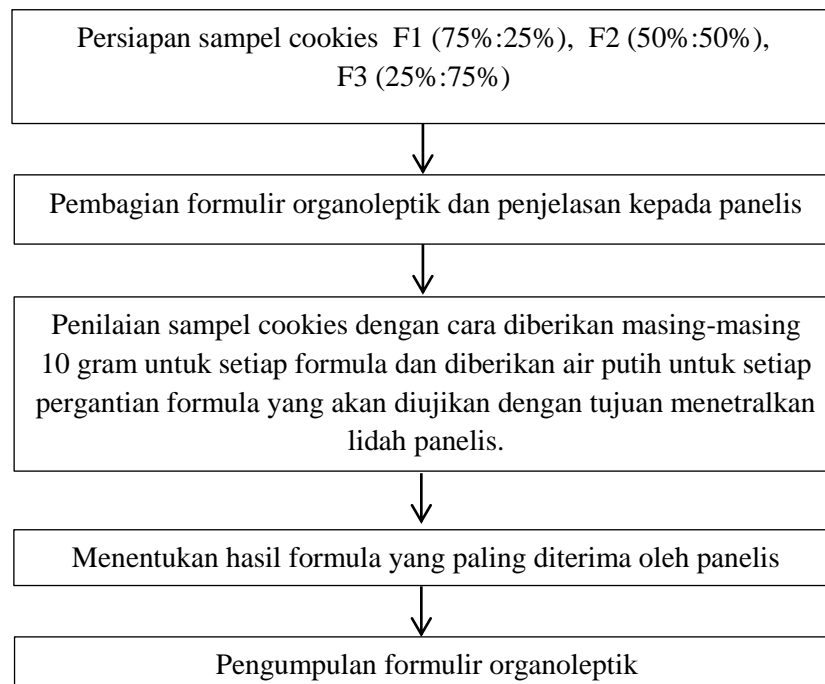 Persiapan sampel cookies F1 (75%:25%), F2 (50%:50%),
F3 (25%:75%)
Pembagian formulir organoleptik dan penjelasan kepada panelis
Penilaian sampel cookies dengan cara diberikan masing-masing
10 gram untuk setiap formula dan diberikan air putih untuk setiap
pergantian formula yang akan diujikan dengan tujuan menetralkan
lidah panelis.
Menentukan hasil formula yang paling diterima oleh panelis
Pengumpulan formulir organoleptik